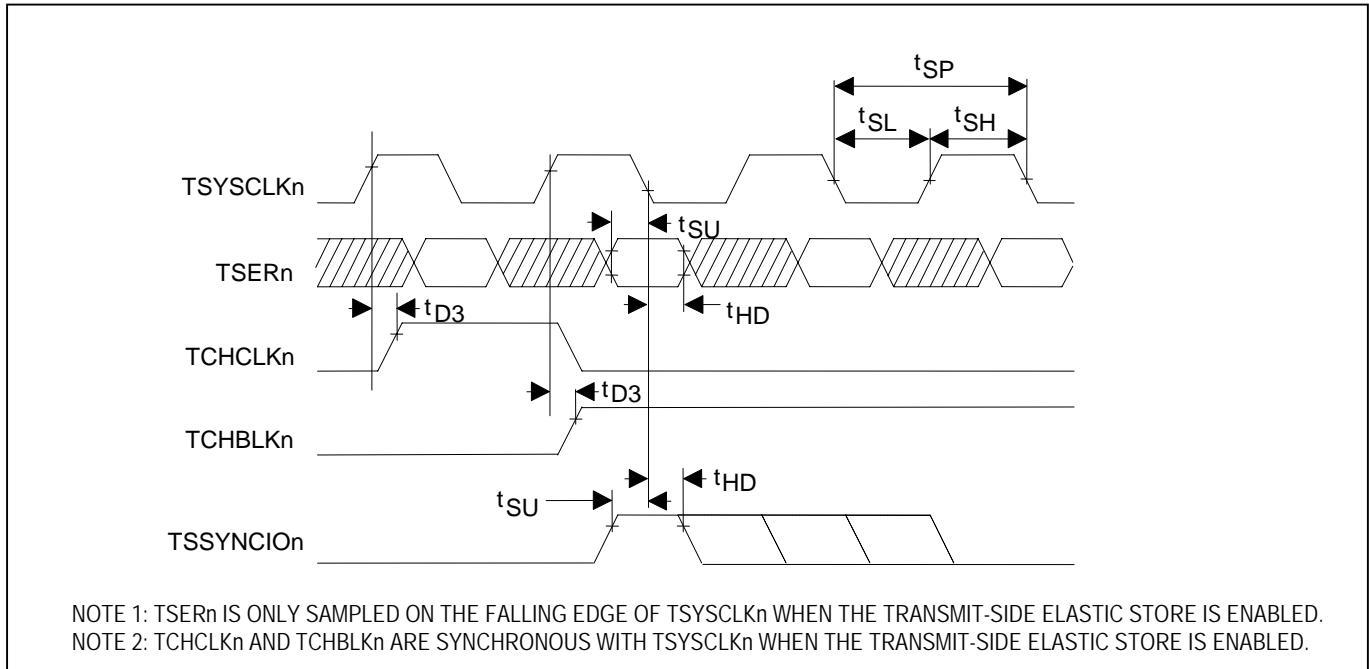 tSP
tSL
tSH
TSYSCLKn
tSU
TSERn
tD3
tHD
TCHCLKn
tD3
TCHBLKn
tHD
tSU
TSSYNCIOn
NOTE 1: TSERn IS ONLY SAMPLED ON THE FALLING EDGE OF TSYSCLKn WHEN THE TRANSMIT-SIDE ELASTIC STORE IS ENABLED.
NOTE 2: TCHCLKn AND TCHBLKn ARE SYNCHRONOUS WITH TSYSCLKn WHEN THE TRANSMIT-SIDE ELASTIC STORE IS ENABLED.